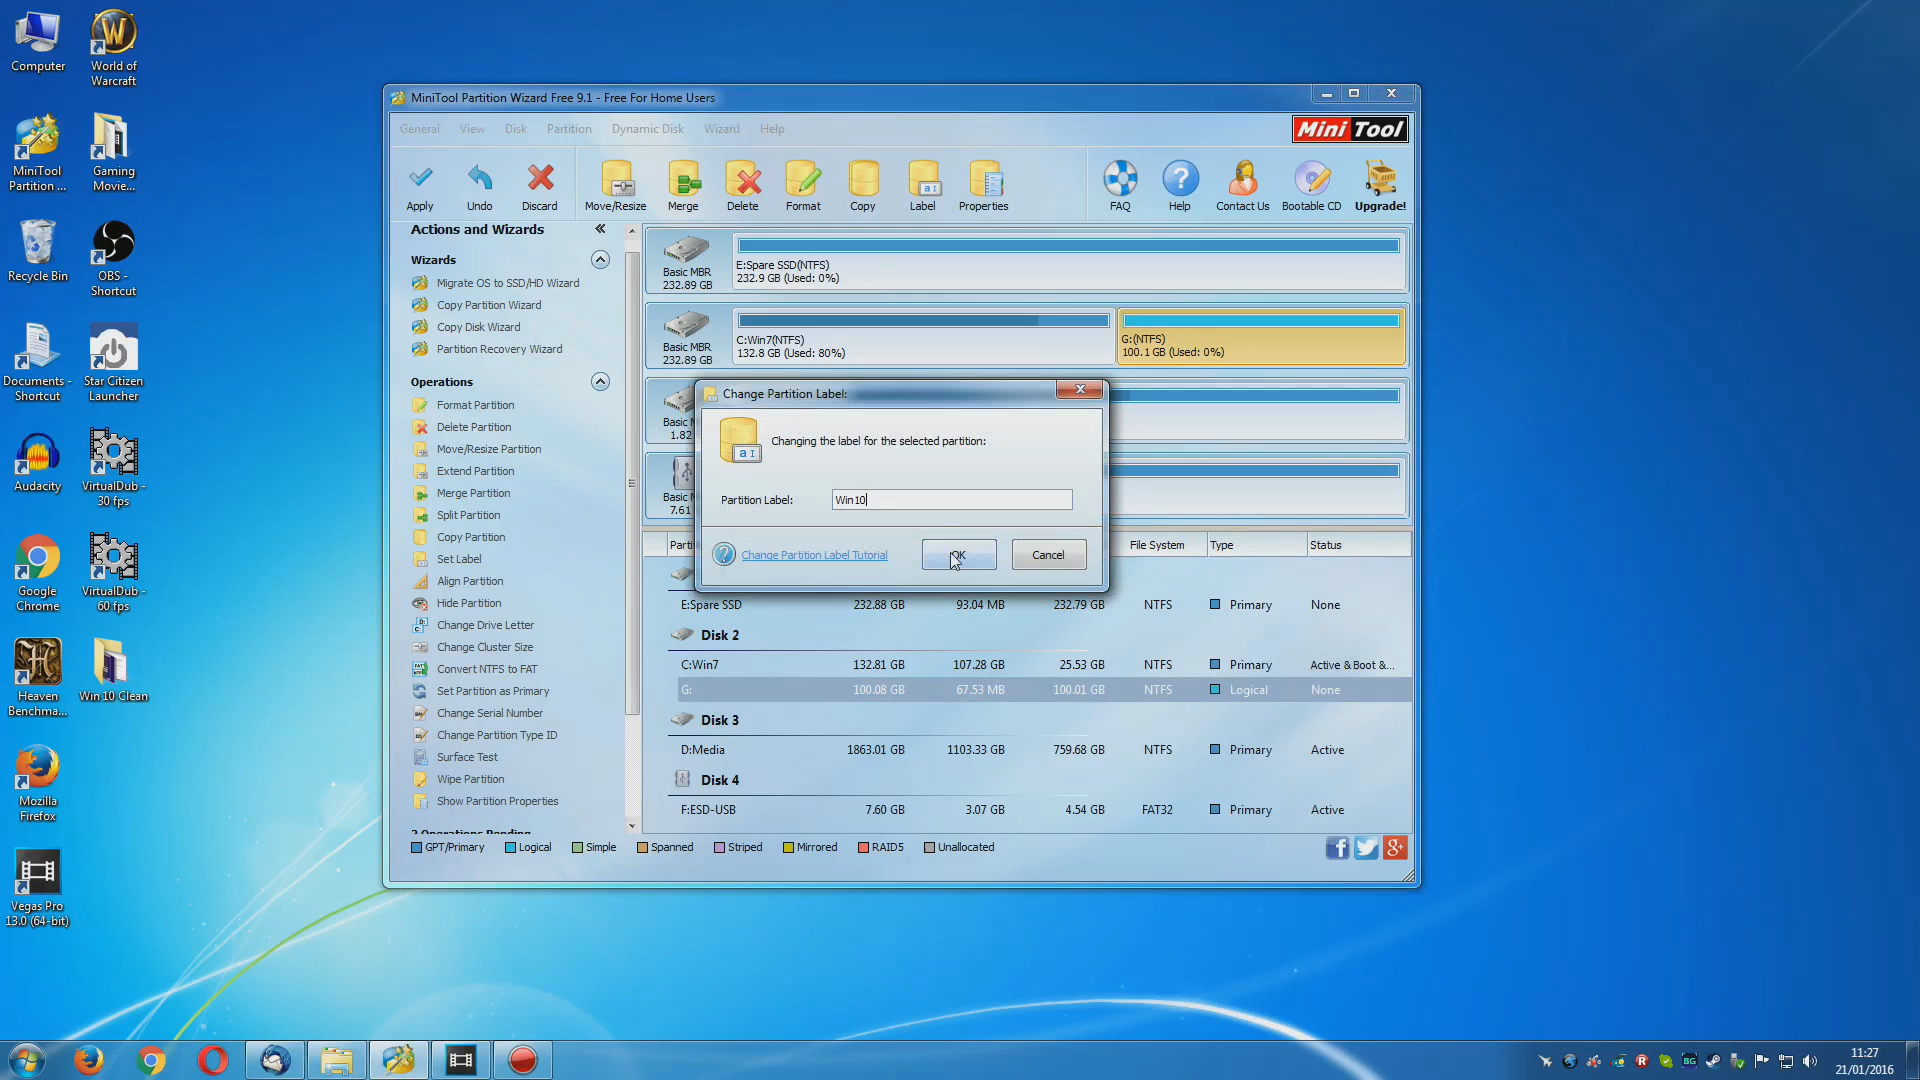 Computer
World of
Warcraft
MiniTool
Partition ...
Gaming
Movie...
Recycle Bin
OBS -
Shortcut
Documents -
Shortcut
Star Citizen
Launcher
Audacity
VirtualDub -
30 fps
Google
Chrome
VirtualDub -
60 fps
Heaven
Benchma...
Win 10 Clean
Mozilla
Firefox
Vegas Pro
13.0 (64-bit)
MiniTool Partition Wizard Free 9.1 - Free For Home Users
General View Disk Partition Dynamic Disk Wizard Help
Mini Tool
Apply Undo Discard Move/Resize Merge Delete Format Copy Label Properties FAQ Help Contact Us Bootable CD Upgrade!
Actions and Wizards
Wizards
Migrate OS to SSD/HD Wizard
Copy Partition Wizard
Copy Disk Wizard
Partition Recovery Wizard
Operations
Format Partition
Delete Partition
Move/Resize Partition
Extend Partition
Merge Partition
Split Partition
Copy Partition
Set Label
Align Partition
Hide Partition
Change Drive Letter
Change Cluster Size
Convert NTFS to FAT
Set Partition as Primary
Change Serial Number
Change Partition Type ID
Surface Test
Wipe Partition
Show Partition Properties
2 Operations Pending
Basic MBR
232.89 GB
E:Spare SSD(NTFS)
232.9 GB (Used: 0%)
Basic MBR
232.89 GB
C:Win7(NTFS)
132.8 GB (Used: 80%)
G:(NTFS)
100.1 GB (Used: 0%)
Basic M
1.82
Basic M
7.61
Change Partition Label:
Changing the label for the selected partition:
Partition Label: Win10
Change Partition Label Tutorial
OK
Cancel
Parti File System Type Status
E:Spare SSD 232.88 GB 93.04 MB 232.79 GB NTFS Primary None
Disk 2
C:Win7 132.81 GB 107.28 GB 25.53 GB NTFS Primary Active & Boot &...
G: 100.08 GB 67.53 MB 100.01 GB NTFS Logical None
Disk 3
D:Media 1863.01 GB 1103.33 GB 759.68 GB NTFS Primary Active
Disk 4
F:ESD-USB 7.60 GB 3.07 GB 4.54 GB FAT32 Primary Active
GPT/Primary Logical Simple Spanned Striped Mirrored RAID5 Unallocated
11:27
21/01/2016